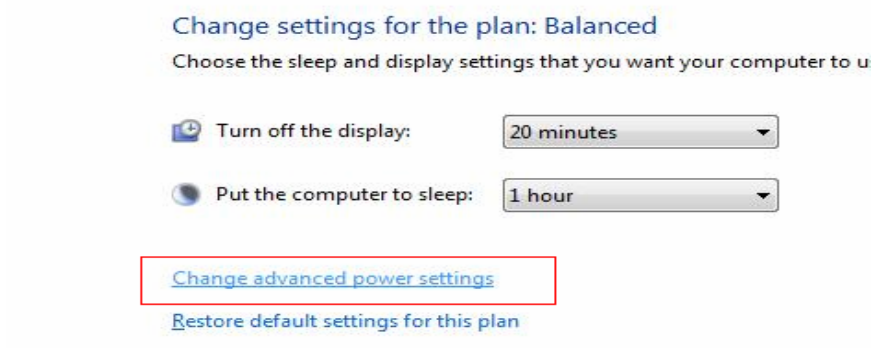 Change settings for the plan: Balanced
Choose the sleep and display settings that you want your computer to
Turn off the display: 20 minutes
Put the computer to sleep: 1 hour
Change advanced power settings
Restore default settings for this plan